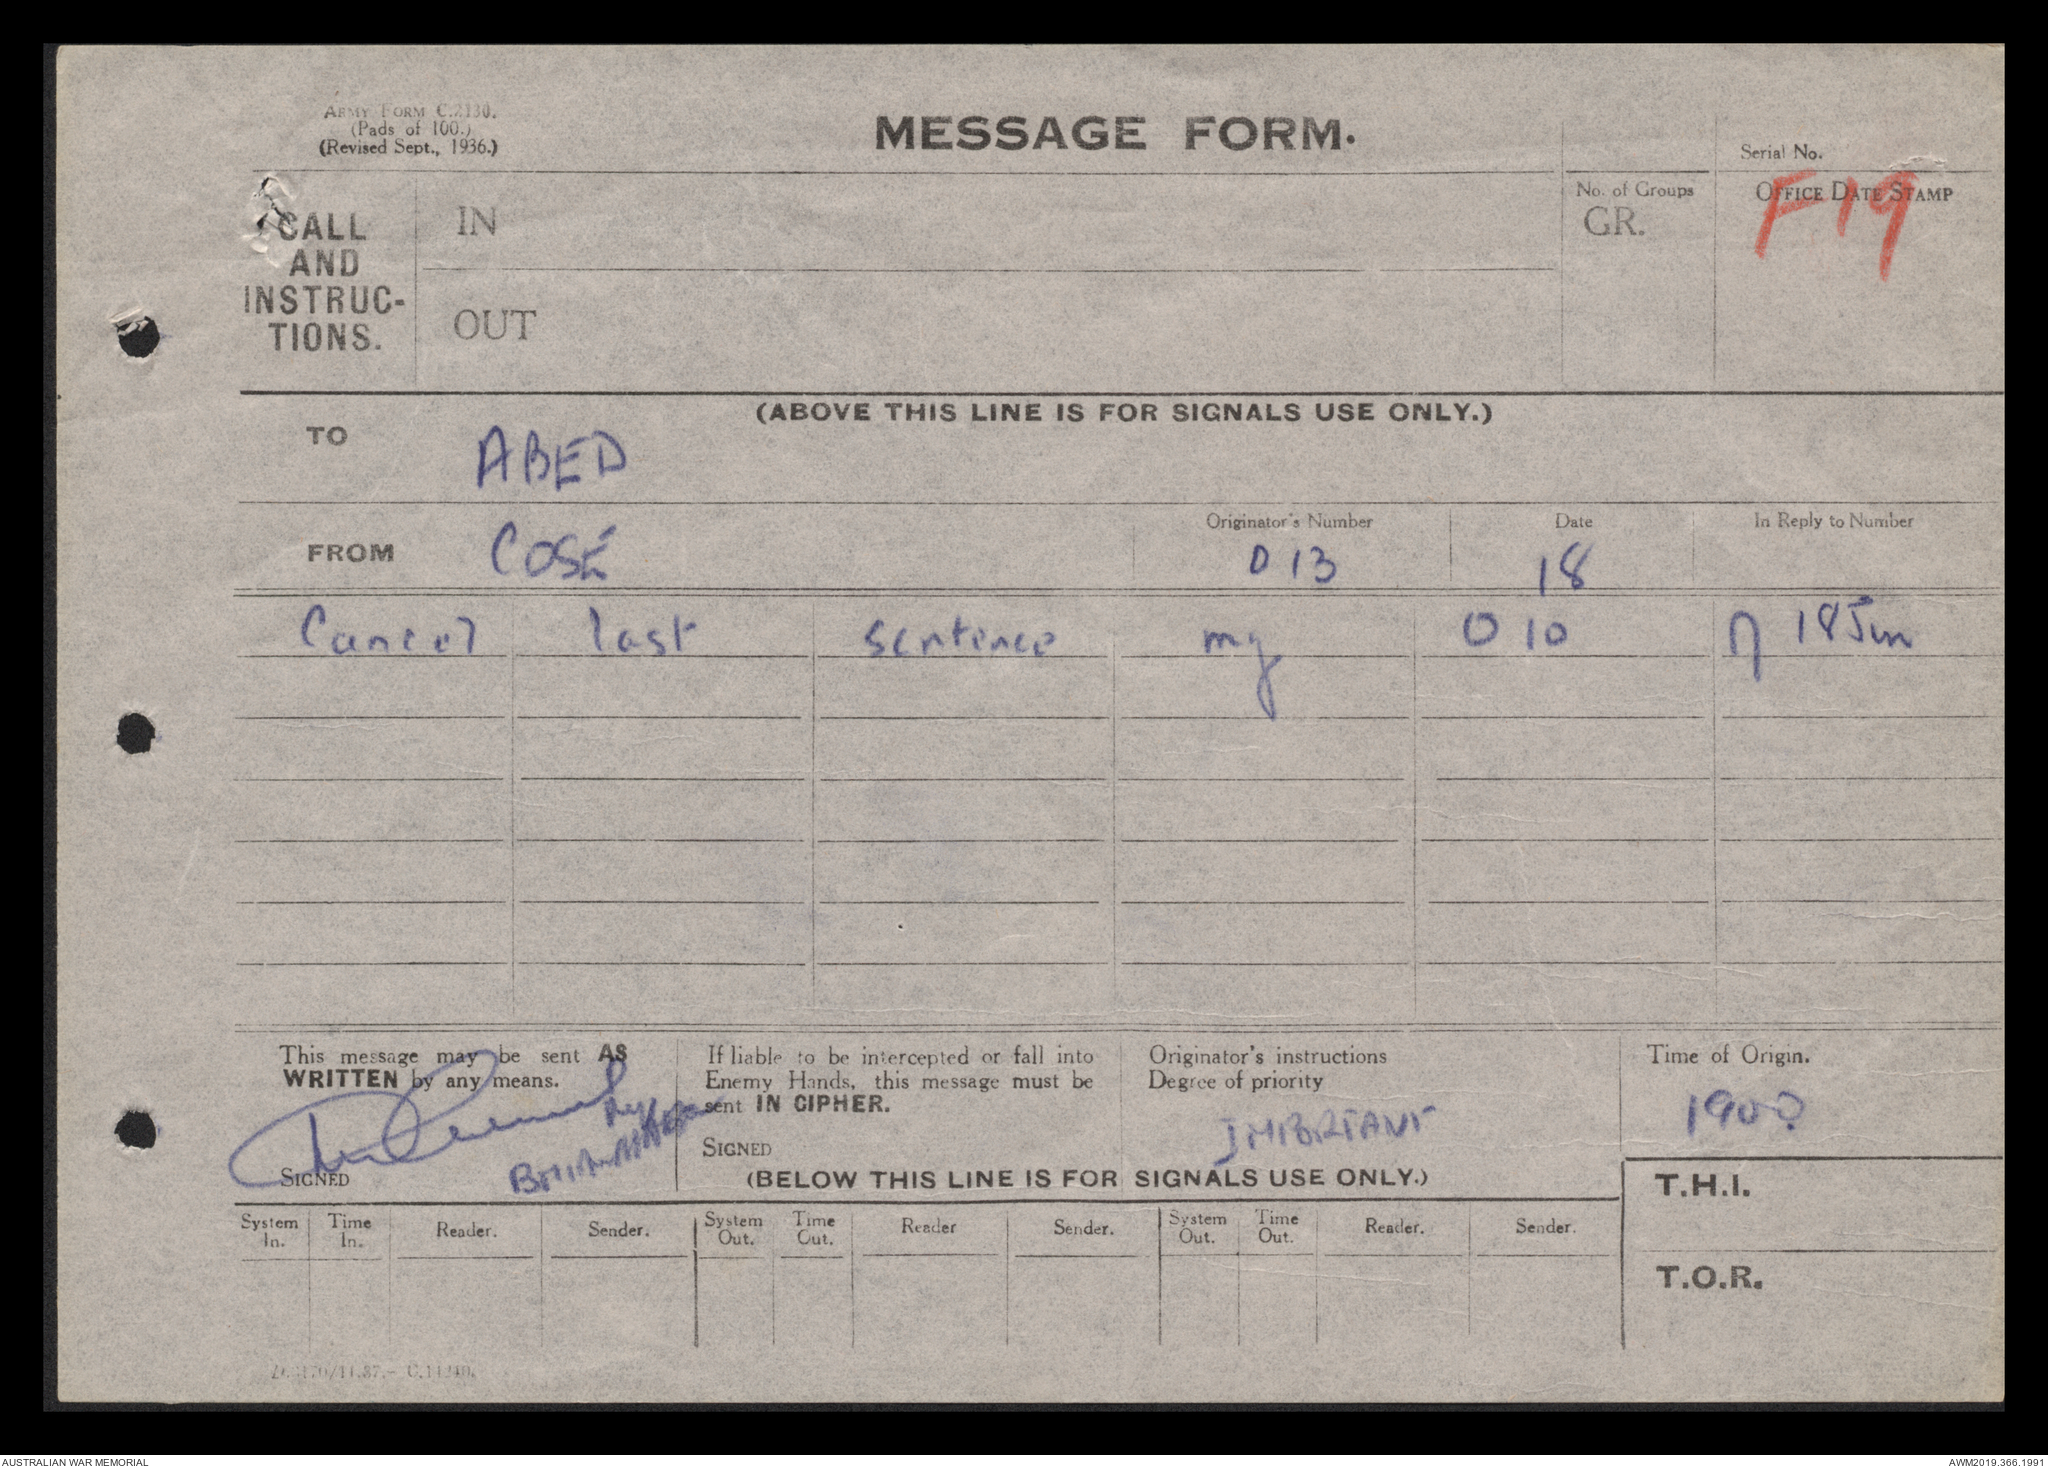 ARMY FORM C.2130.
(Pads of 100.)
(Revised Sept., 1936.)
MESSAGE FORM.
Serial No.
CALL AND INSTRUC-TIONS.
IN
OUT
No. of Groups
GR.
OFFICE DATE STAMP
F19
(ABOVE THIS LINE IS FOR SIGNALS USE ONLY.)
TO ABED
FROM COSE
Originator's Number
O 13
Date
18
In Reply to Number
Cancel last sentence my O 10 of 18 Jun
This message may be sent AS
WRITTEN by any means.
SIGNED
If liable to be intercepted or fall into
Enemy Hands, this message must be
sent IN CIPHER.
SIGNED
Originator's instructions
Degree of priority
IMPORTANT
Time of Origin.
1900
(BELOW THIS LINE IS FOR SIGNALS USE ONLY.)
T.H.I.
T.O.R.
System In. Time In. Reader. Sender. System Out. Time Out. Reader Sender. System Out. Time Out. Reader. Sender.
AUSTRALIAN WAR MEMORIAL
AWM2019.366.1991